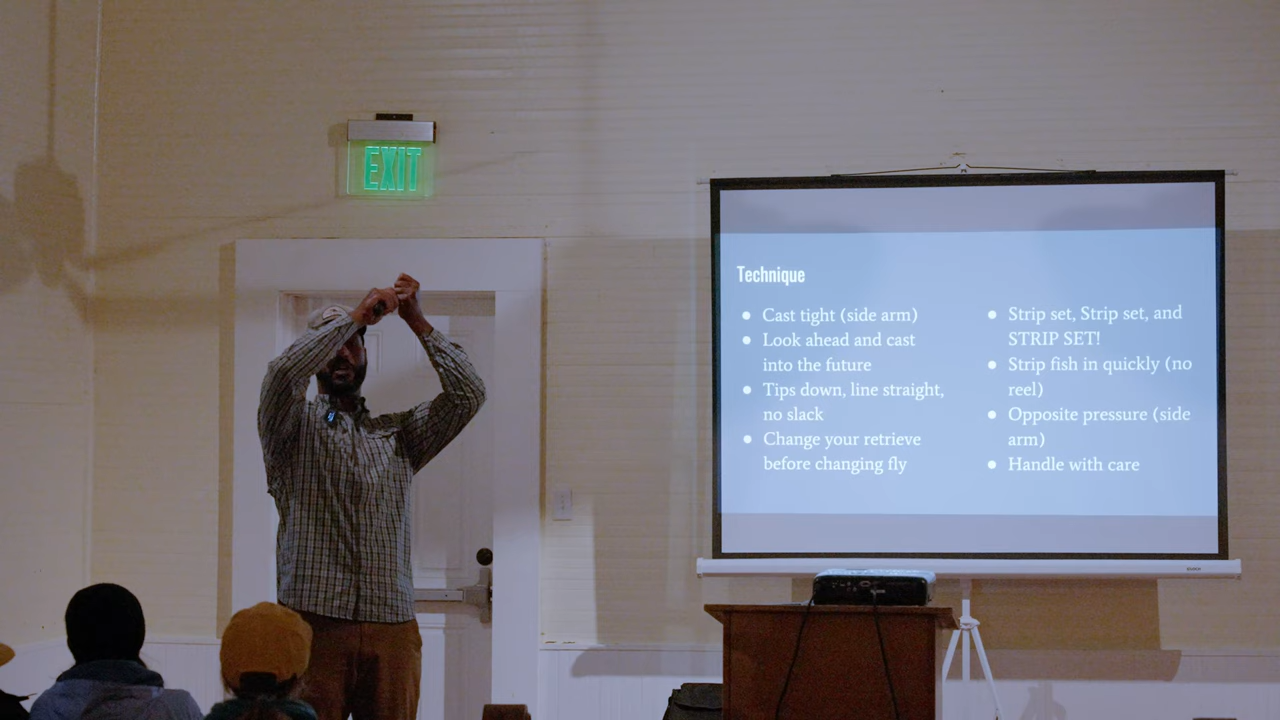 EXIT
Technique
Cast tight (side arm)
Look ahead and cast
into the future
Tips down, line straight,
no slack
Change your retrieve
before changing fly
Strip set, Strip set, and
STRIP SET!
Strip fish in quickly (no
reel)
Opposite pressure (side
arm)
Handle with care